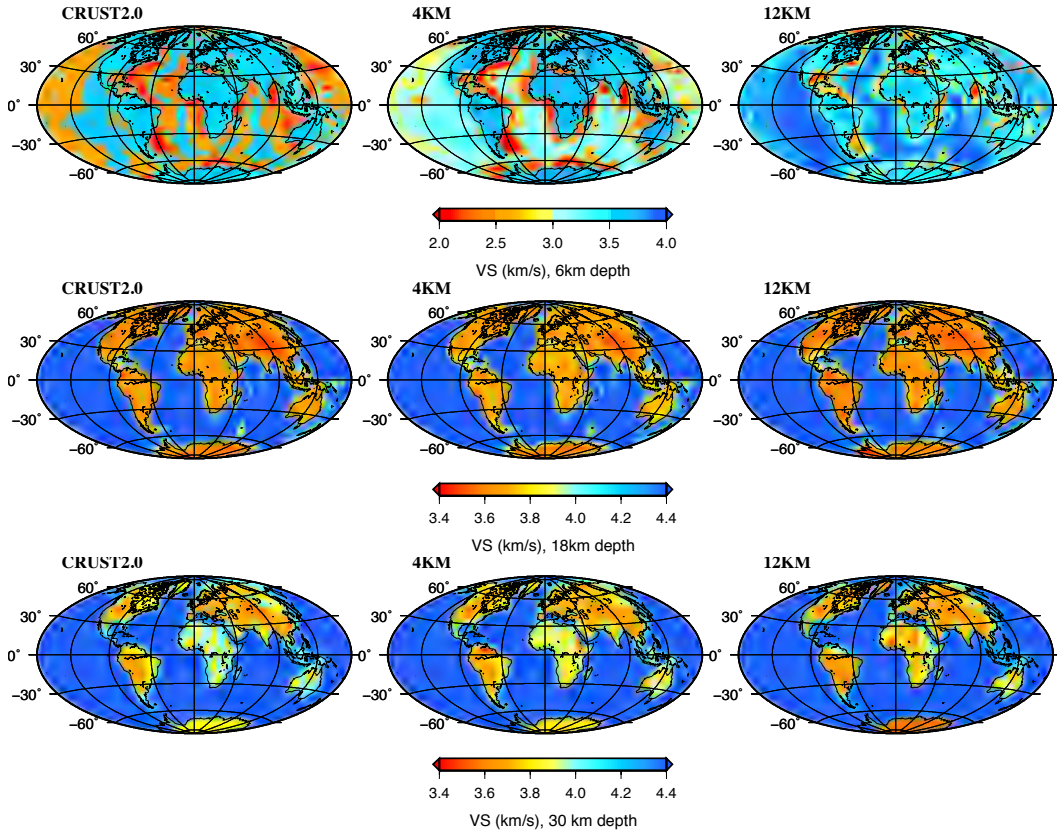 CRUST2.0 4KM 12KM
60˚ 60˚ 60˚
30˚ 30˚ 30˚
0˚ 0˚ 0˚
−30˚ −30˚ −30˚
−60˚ −60˚ −60˚
2.0 2.5 3.0 3.5 4.0
VS (km/s), 6km depth
CRUST2.0 4KM 12KM
60˚ 60˚ 60˚
30˚ 30˚ 30˚
0˚ 0˚ 0˚
−30˚ −30˚ −30˚
−60˚ −60˚ −60˚
3.4 3.6 3.8 4.0 4.2 4.4
VS (km/s), 18km depth
CRUST2.0 4KM 12KM
60˚ 60˚ 60˚
30˚ 30˚ 30˚
0˚ 0˚ 0˚
−30˚ −30˚ −30˚
−60˚ −60˚ −60˚
3.4 3.6 3.8 4.0 4.2 4.4
VS (km/s), 30 km depth